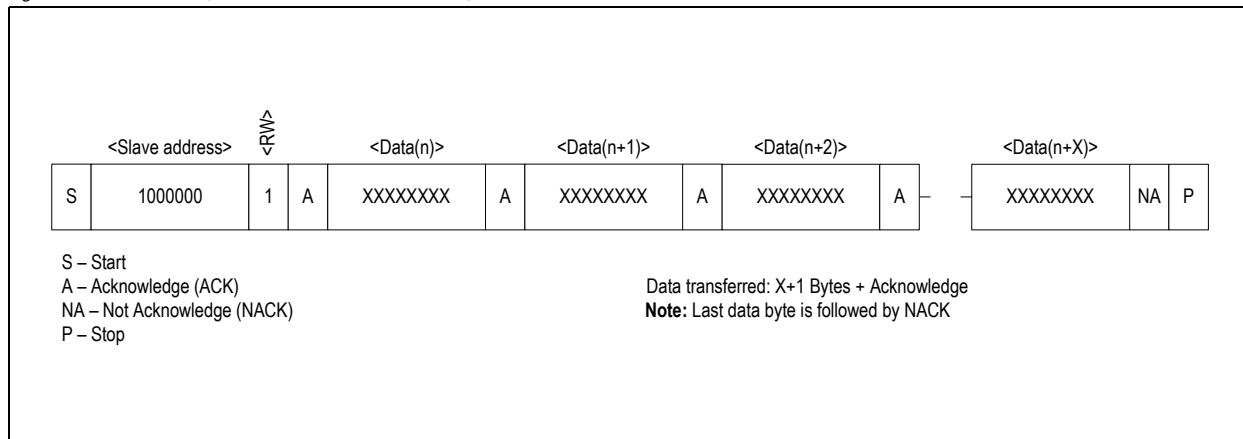 <RW>
<Slave address> <Data(n)> <Data(n+1)> <Data(n+2)> <Data(n+X)>
S 1000000 1 A XXXXXXXX A XXXXXXXX A XXXXXXXX A XXXXXXXX NA P
S – Start
A – Acknowledge (ACK) Data transferred: X+1 Bytes + Acknowledge
NA – Not Acknowledge (NACK) Note: Last data byte is followed by NACK
P – Stop